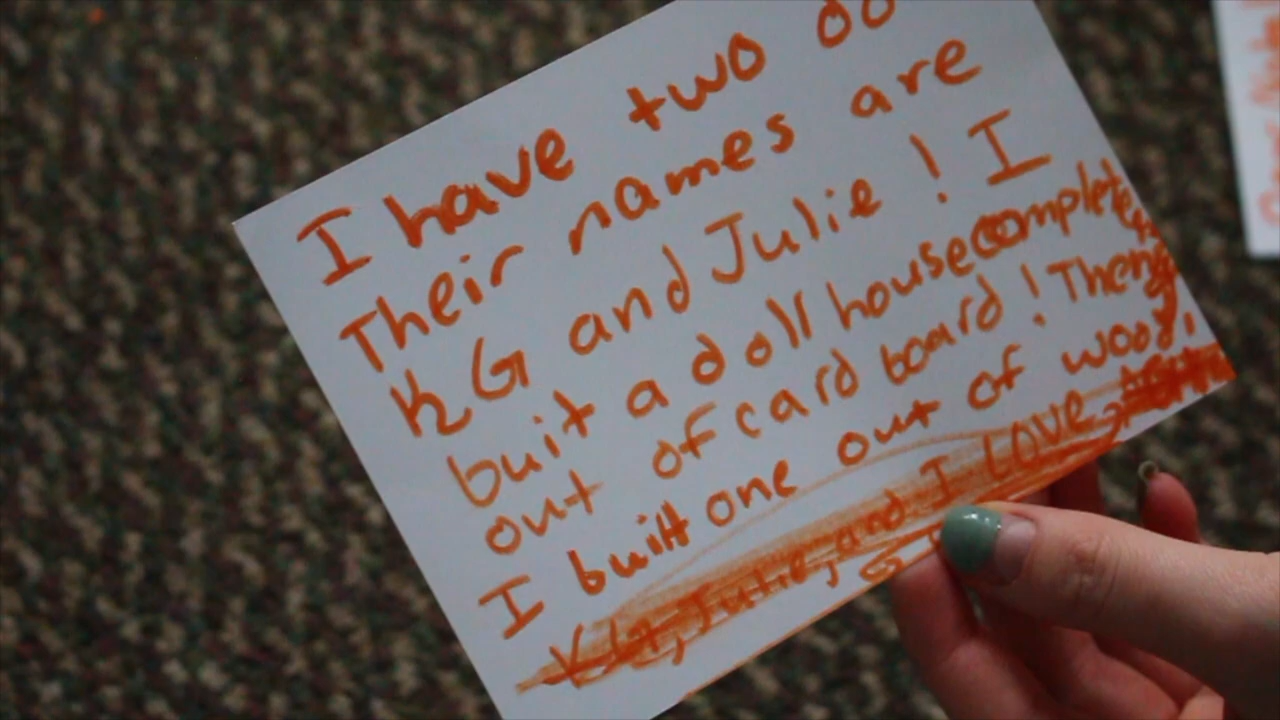 I have two do
Their names are
KG and Julie! I
buit a doll house completely
out of card board! Then
I built one out of wood,
KG, Julie, and I LOVE